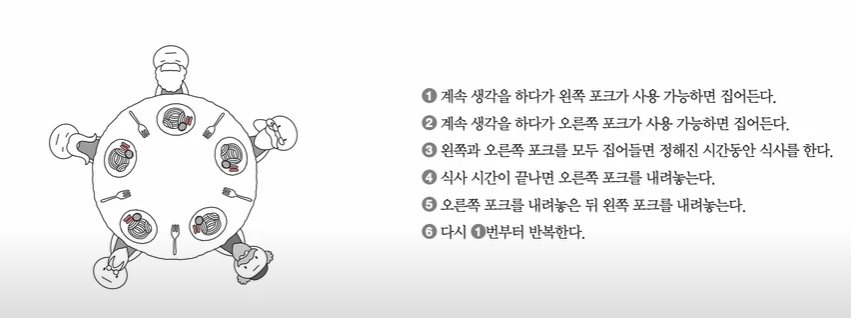 ❶ 계속 생각을 하다가 왼쪽 포크가 사용 가능하면 집어든다.
❷ 계속 생각을 하다가 오른쪽 포크가 사용 가능하면 집어든다.
❸ 왼쪽과 오른쪽 포크를 모두 집어들면 정해진 시간동안 식사를 한다.
❹ 식사 시간이 끝나면 오른쪽 포크를 내려놓는다.
❺ 오른쪽 포크를 내려놓은 뒤 왼쪽 포크를 내려놓는다.
❻ 다시 ❶번부터 반복한다.